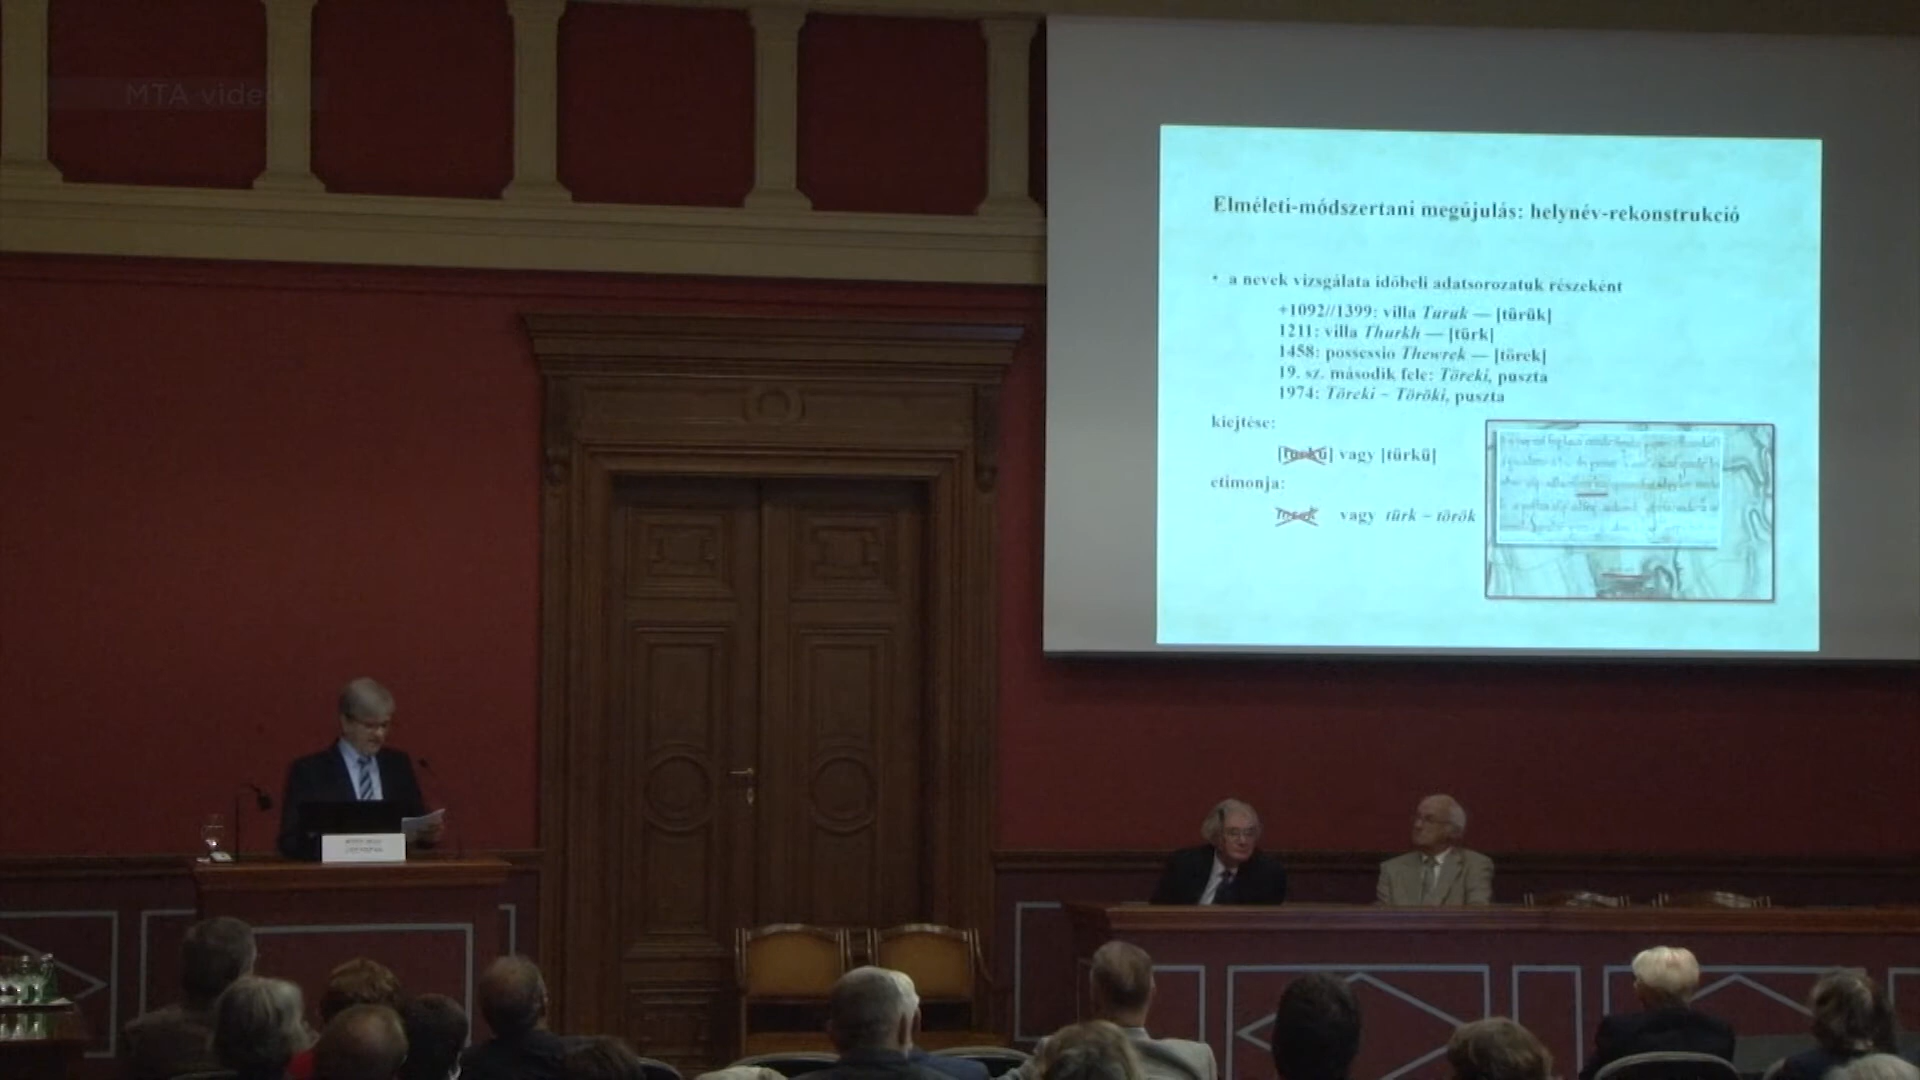 MTA video
Elméleti-módszertani megújulás: helynév-rekonstrukció
• a nevek vizsgálata időbeli adatsorozatuk részeként
+1092//1399: villa Turuk — [türük]
1211: villa Thurkh — [türk]
1458: possessio Thewrek — [törek]
19. sz. második fele: Töreki, puszta
1974: Töreki ~ Töröki, puszta
kiejtése:
[turkü] vagy [türkü]
etimonja:
vagy türk ~ török